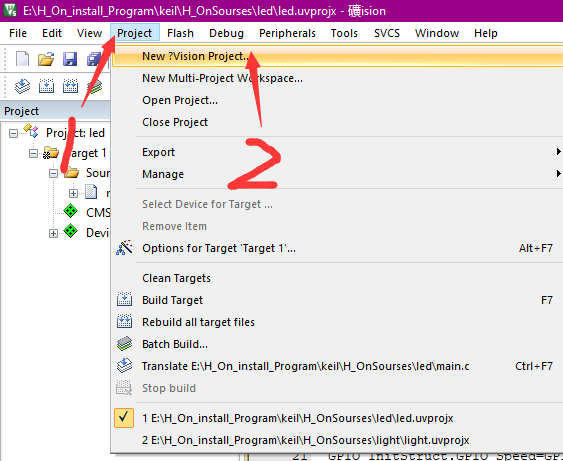 E:\H_On_install_Program\keil\H_OnSourses\led\led.uvprojx - 礦ision
File Edit View Project Flash Debug Peripherals Tools SVCS Window Help
New ?Vision Project...
New Multi-Project Workspace...
Open Project...
Close Project
Export
Manage
Select Device for Target ...
Remove Item
Options for Target 'Target 1'... Alt+F7
Clean Targets
Build Target F7
Rebuild all target files
Batch Build...
Translate E:\H_On_install_Program\keil\H_OnSourses\led\main.c Ctrl+F7
Stop build
1 E:\H_On_install_Program\keil\H_OnSourses\led\led.uvprojx
2 E:\H_On_install_Program\keil\H_OnSourses\light\light.uvprojx
Project
Project: led
Target 1
Sour
CMS
Devi
1
2
21 GPIO_InitStruct.GPIO_Speed=GP